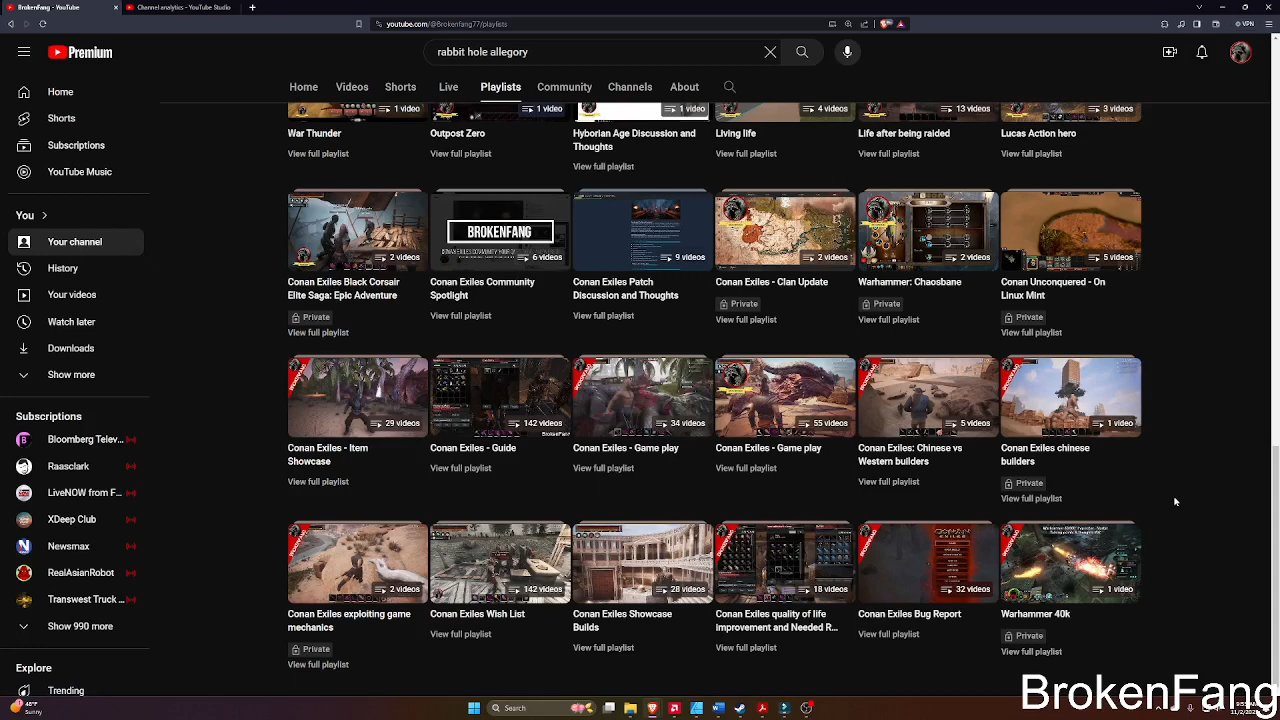 BrokenFang - YouTube
Channel analytics - YouTube Studio
youtube.com/@Brokenfang77/playlists
VPN
Premium
rabbit hole allegory
Home
Videos
Shorts
Live
Playlists
Community
Channels
About
Home
Shorts
Subscriptions
YouTube Music
You
Your channel
History
Your videos
Watch later
Downloads
Show more
Subscriptions
Bloomberg Telev...
Raasclark
LiveNOW from F...
XDeep Club
Newsmax
RealAsianRobot
Transwest Truck ...
Show 990 more
Explore
Trending
1 video
1 video
1 video
4 videos
13 videos
3 videos
War Thunder
View full playlist
Outpost Zero
View full playlist
Hyborian Age Discussion and
Thoughts
View full playlist
Living life
View full playlist
Life after being raided
View full playlist
Lucas Action hero
View full playlist
2 videos
BROKENFANG
6 videos
9 videos
2 videos
2 videos
5 videos
Conan Exiles Black Corsair
Elite Saga: Epic Adventure
Private
View full playlist
Conan Exiles Community
Spotlight
View full playlist
Conan Exiles Patch
Discussion and Thoughts
View full playlist
Conan Exiles - Clan Update
Private
View full playlist
Warhammer: Chaosbane
Private
View full playlist
Conan Unconquered - On
Linux Mint
Private
View full playlist
29 videos
142 videos
34 videos
55 videos
5 videos
1 video
Conan Exiles - Item
Showcase
View full playlist
Conan Exiles - Guide
View full playlist
Conan Exiles - Game play
View full playlist
Conan Exiles - Game play
View full playlist
Conan Exiles: Chinese vs
Western builders
View full playlist
Conan Exiles chinese
builders
Private
View full playlist
2 videos
142 videos
28 videos
18 videos
32 videos
1 video
Conan Exiles exploiting game
mechanics
Private
View full playlist
Conan Exiles Wish List
View full playlist
Conan Exiles Showcase
Builds
View full playlist
Conan Exiles quality of life
Improvement and Needed R...
View full playlist
Conan Exiles Bug Report
View full playlist
Warhammer 40k
Private
View full playlist
BrokenFang
Sunny
Search